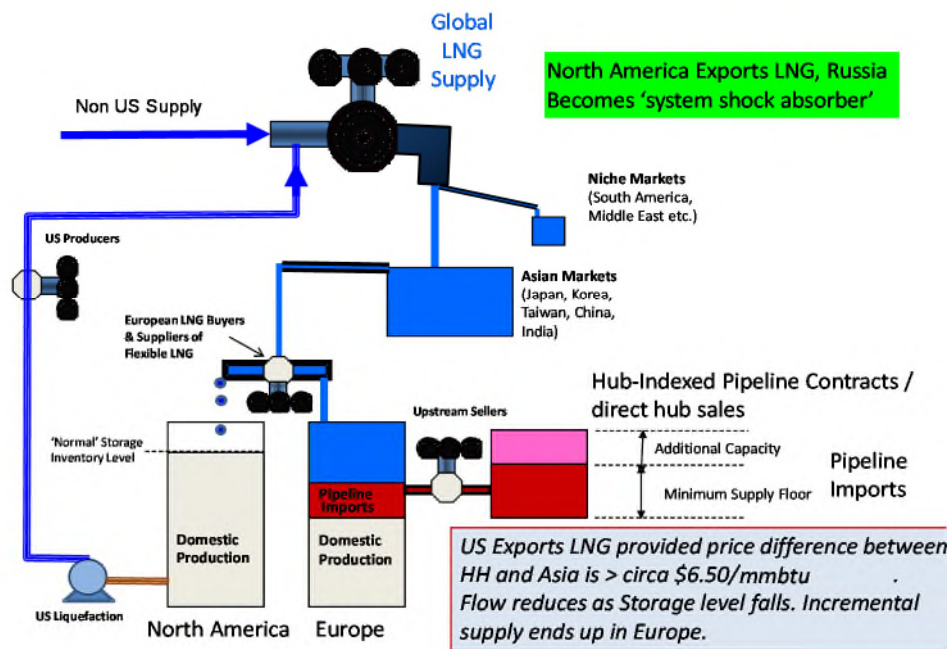 Global
LNG
Supply
North America Exports LNG, Russia
Becomes ‘system shock absorber’
Non US Supply
Niche Markets
(South America,
Middle East etc.)
US Producers
Asian Markets
(Japan, Korea,
Taiwan, China,
India)
European LNG Buyers
& Suppliers of
Flexible LNG
Hub-Indexed Pipeline Contracts /
direct hub sales
Upstream Sellers
‘Normal’ Storage
Inventory Level
Additional Capacity
Pipeline
Imports
Minimum Supply Floor
Pipeline
Imports
Domestic
Production
Domestic
Production
US Exports LNG provided price difference between
HH and Asia is > circa $6.50/mmbtu .
Flow reduces as Storage level falls. Incremental
supply ends up in Europe.
US Liquefaction
North America
Europe